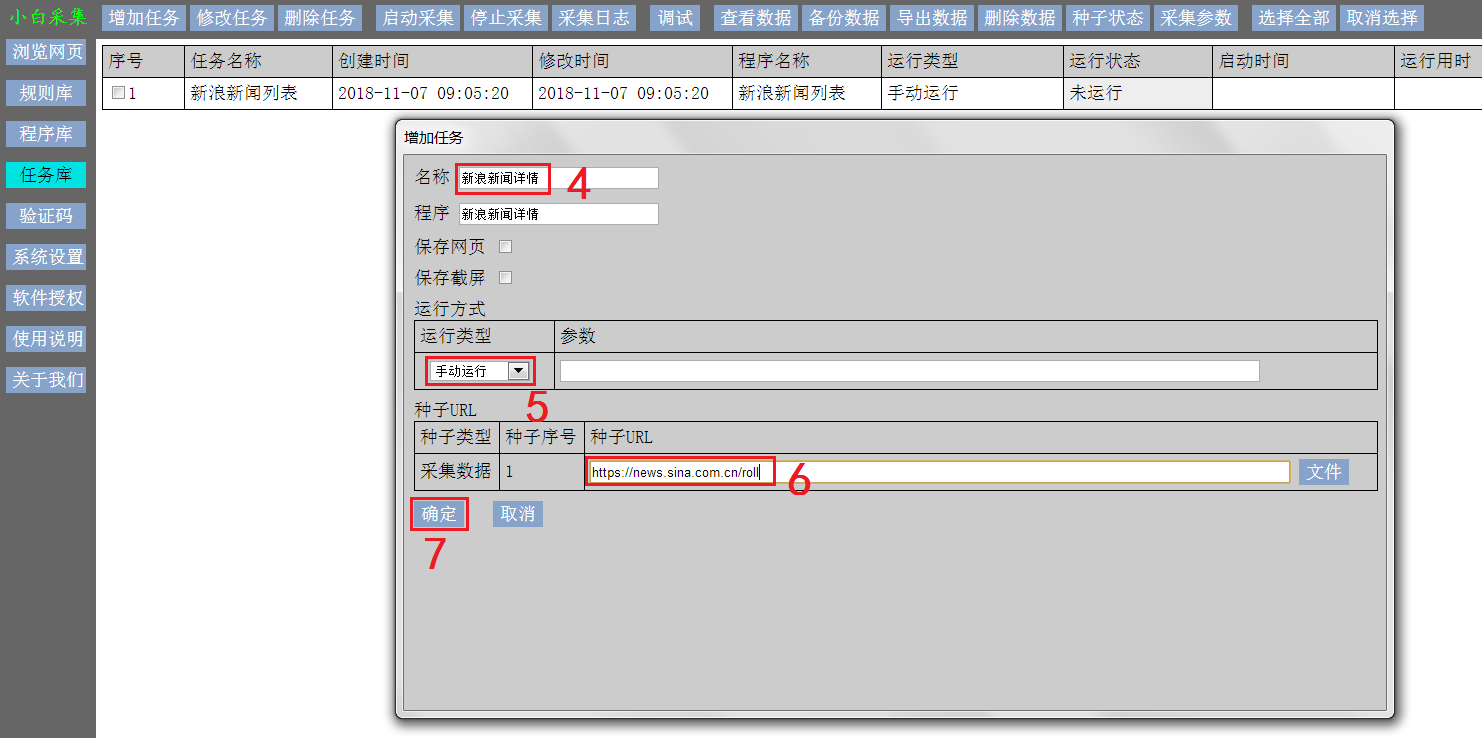 小白采集 增加任务 修改任务 删除任务 启动采集 停止采集 采集日志 调试 查看数据 备份数据 导出数据 删除数据 种子状态 采集参数 选择全部 取消选择
浏览网页
规则库
程序库
任务库
验证码
系统设置
软件授权
使用说明
关于我们
序号 任务名称 创建时间 修改时间 程序名称 运行类型 运行状态 启动时间 运行用时
1 新浪新闻列表 2018-11-07 09:05:20 2018-11-07 09:05:20 新浪新闻列表 手动运行 未运行
增加任务
名称 新浪新闻详情 4
程序 新浪新闻详情
保存网页
保存截屏
运行方式
运行类型 参数
手动运行
5
种子URL
种子类型 种子序号 种子URL
采集数据 1 https://news.sina.com.cn/roll 6 文件
确定 取消
7